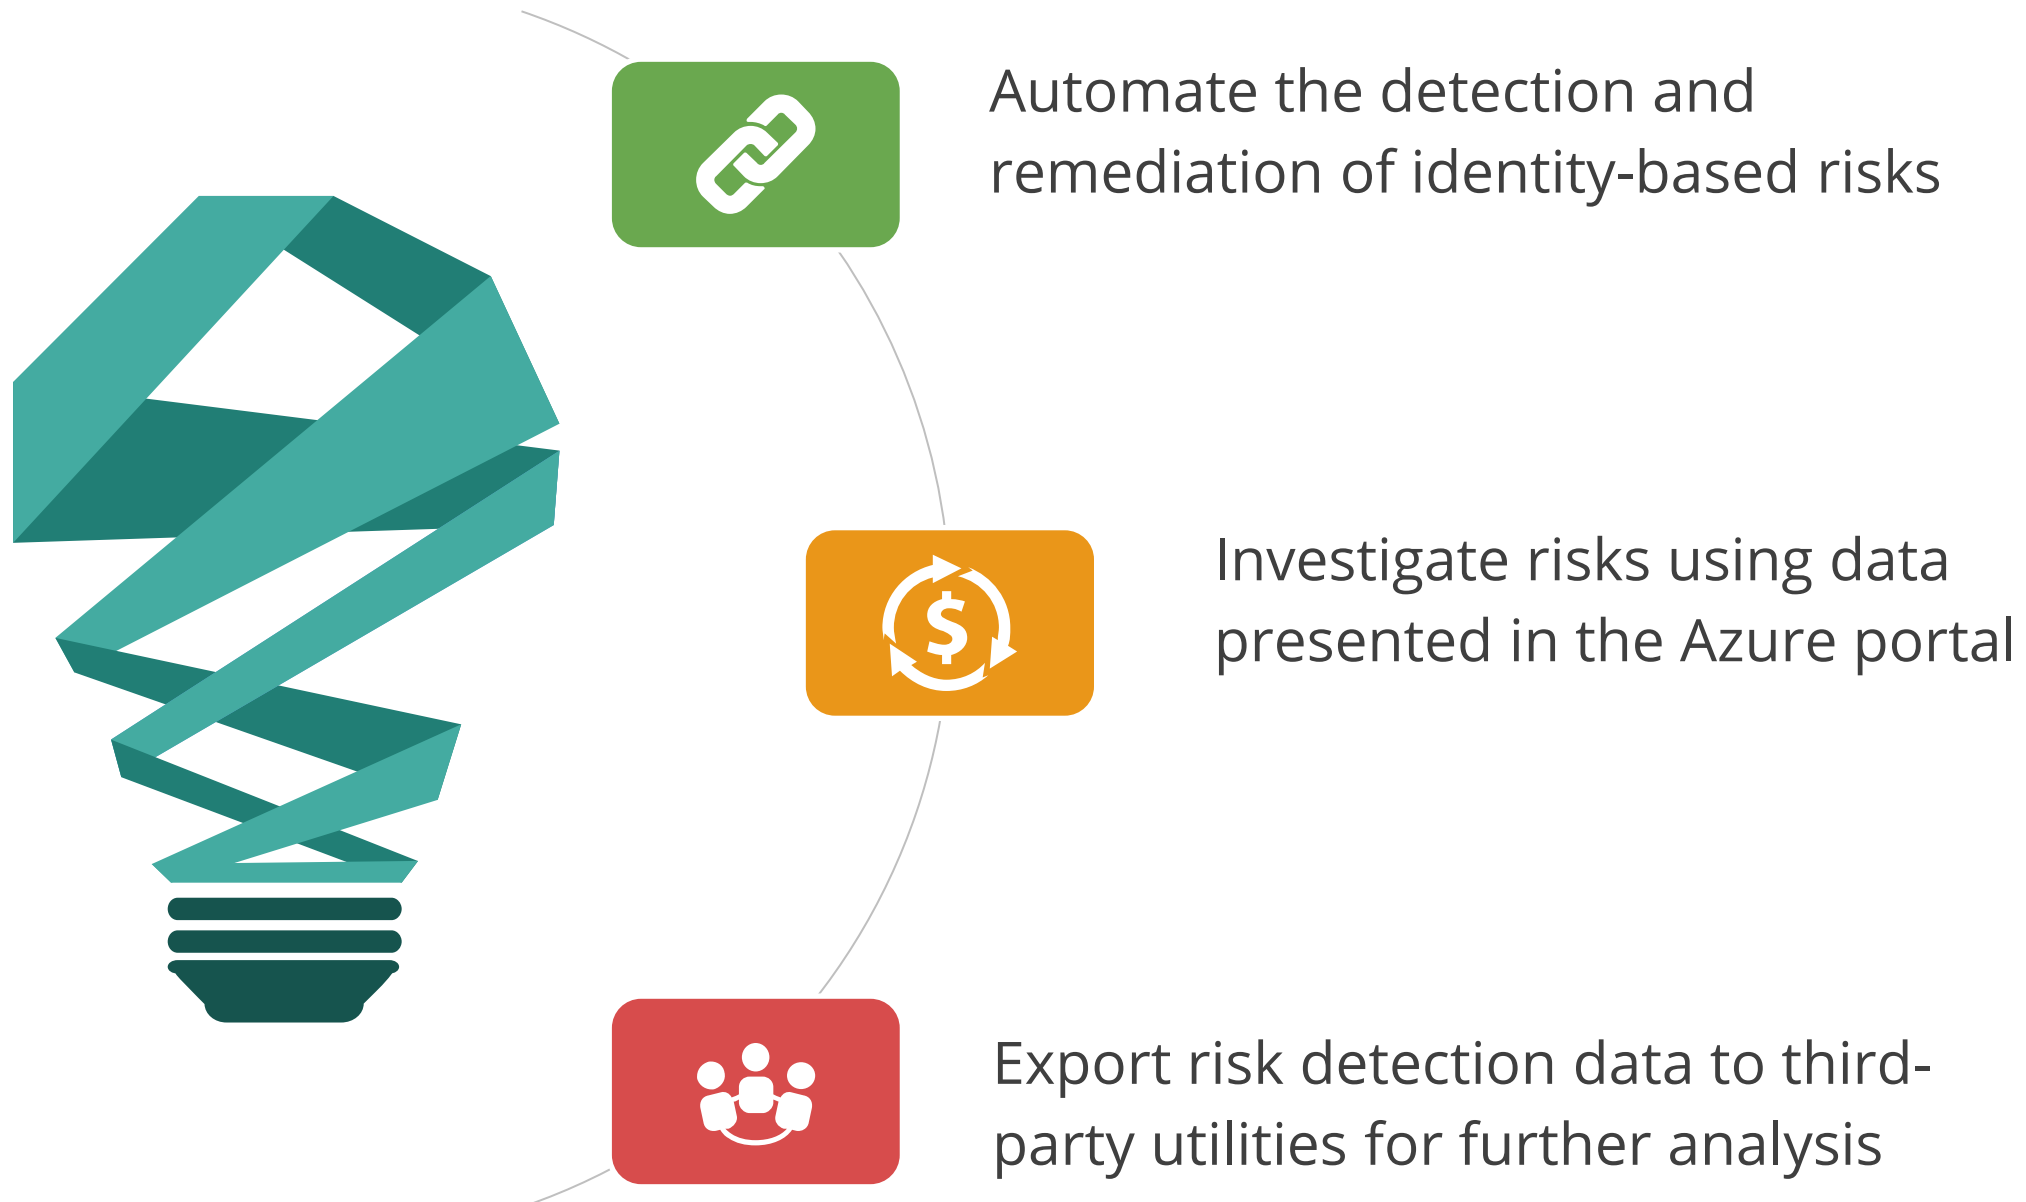 Automate the detection and
remediation of identity-based risks
$
Investigate risks using data
presented in the Azure portal
Export risk detection data to third-
party utilities for further analysis